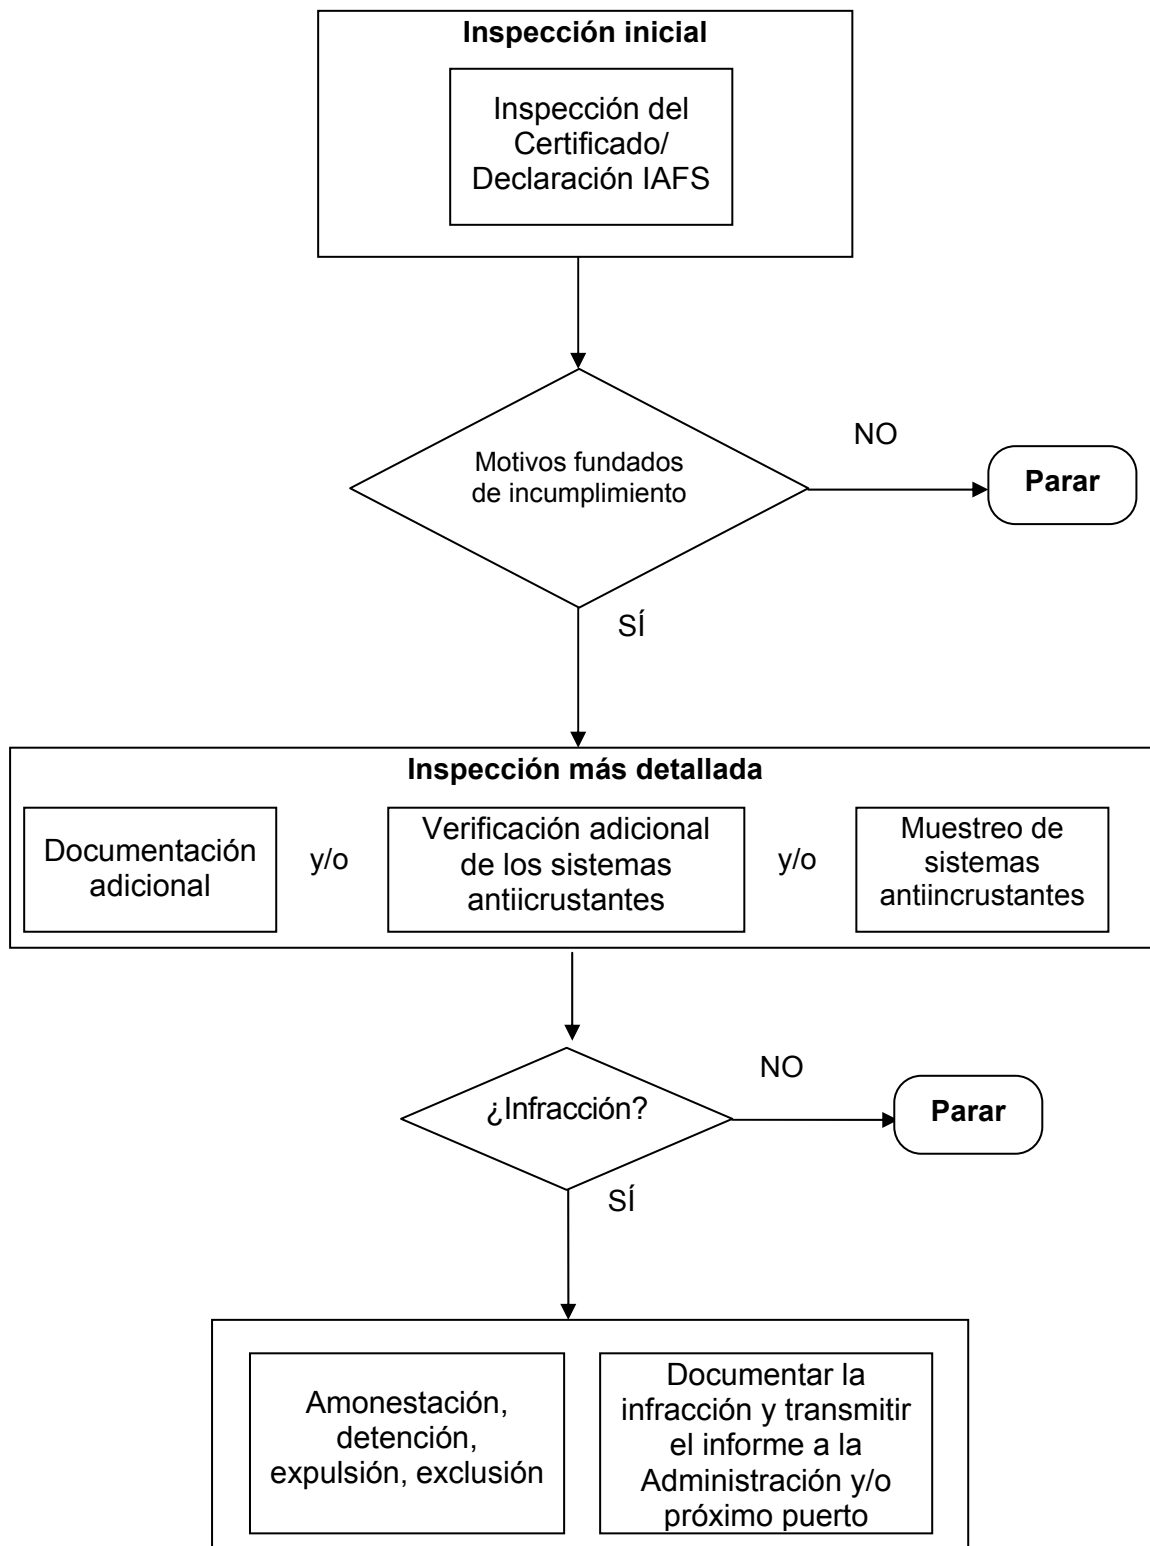 Inspección inicial
Inspección del
Certificado/
Declaración IAFS
Motivos fundados
de incumplimiento
NO
Parar
SÍ
Inspección más detallada
Documentación
adicional
y/o
Verificación adicional
de los sistemas
antiicrustantes
y/o
Muestreo de
sistemas
antiincrustantes
¿Infracción?
NO
Parar
SÍ
Amonestación,
detención,
expulsión, exclusión
Documentar la
infracción y transmitir
el informe a la
Administración y/o
próximo puerto